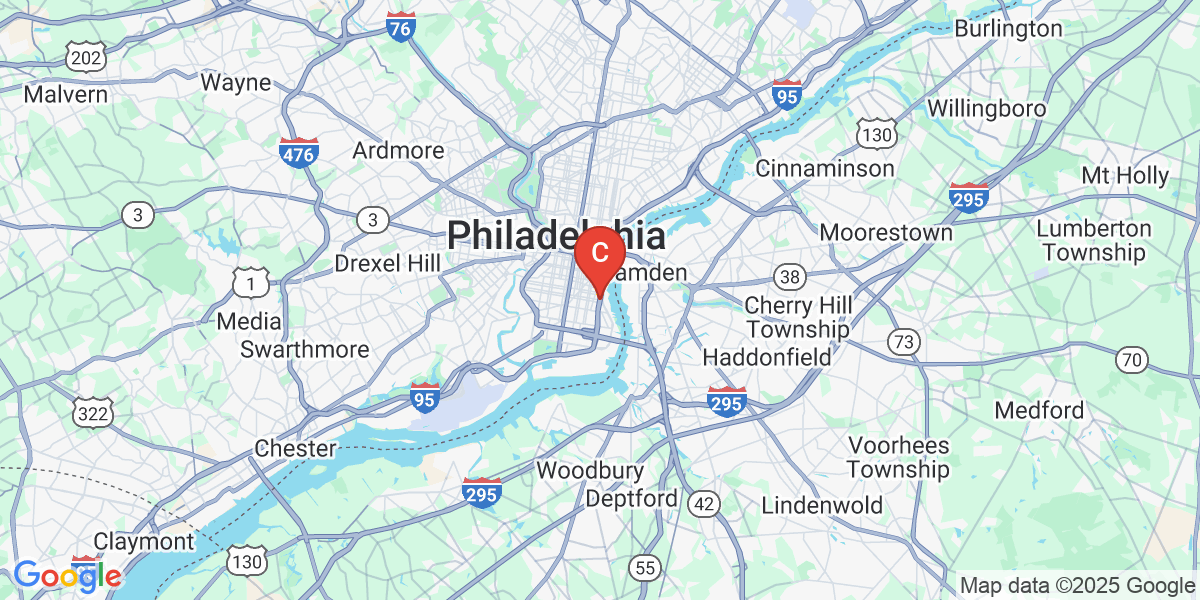 Burlington
76
202
Wayne
Malvern
95
Willingboro
130
476
Ardmore
Cinnaminson
Mt Holly
295
3
3
Philadelphia
Moorestown
Lumberton
Township
Drexel Hill
Camden
38
1
Cherry Hill
Township
Media
Swarthmore
73
Haddonfield
70
95
295
322
Medford
Chester
Voorhees
Township
Woodbury
295
Deptford
42
Lindenwold
Claymont
130
55
Google
Map data ©2025 Google
C